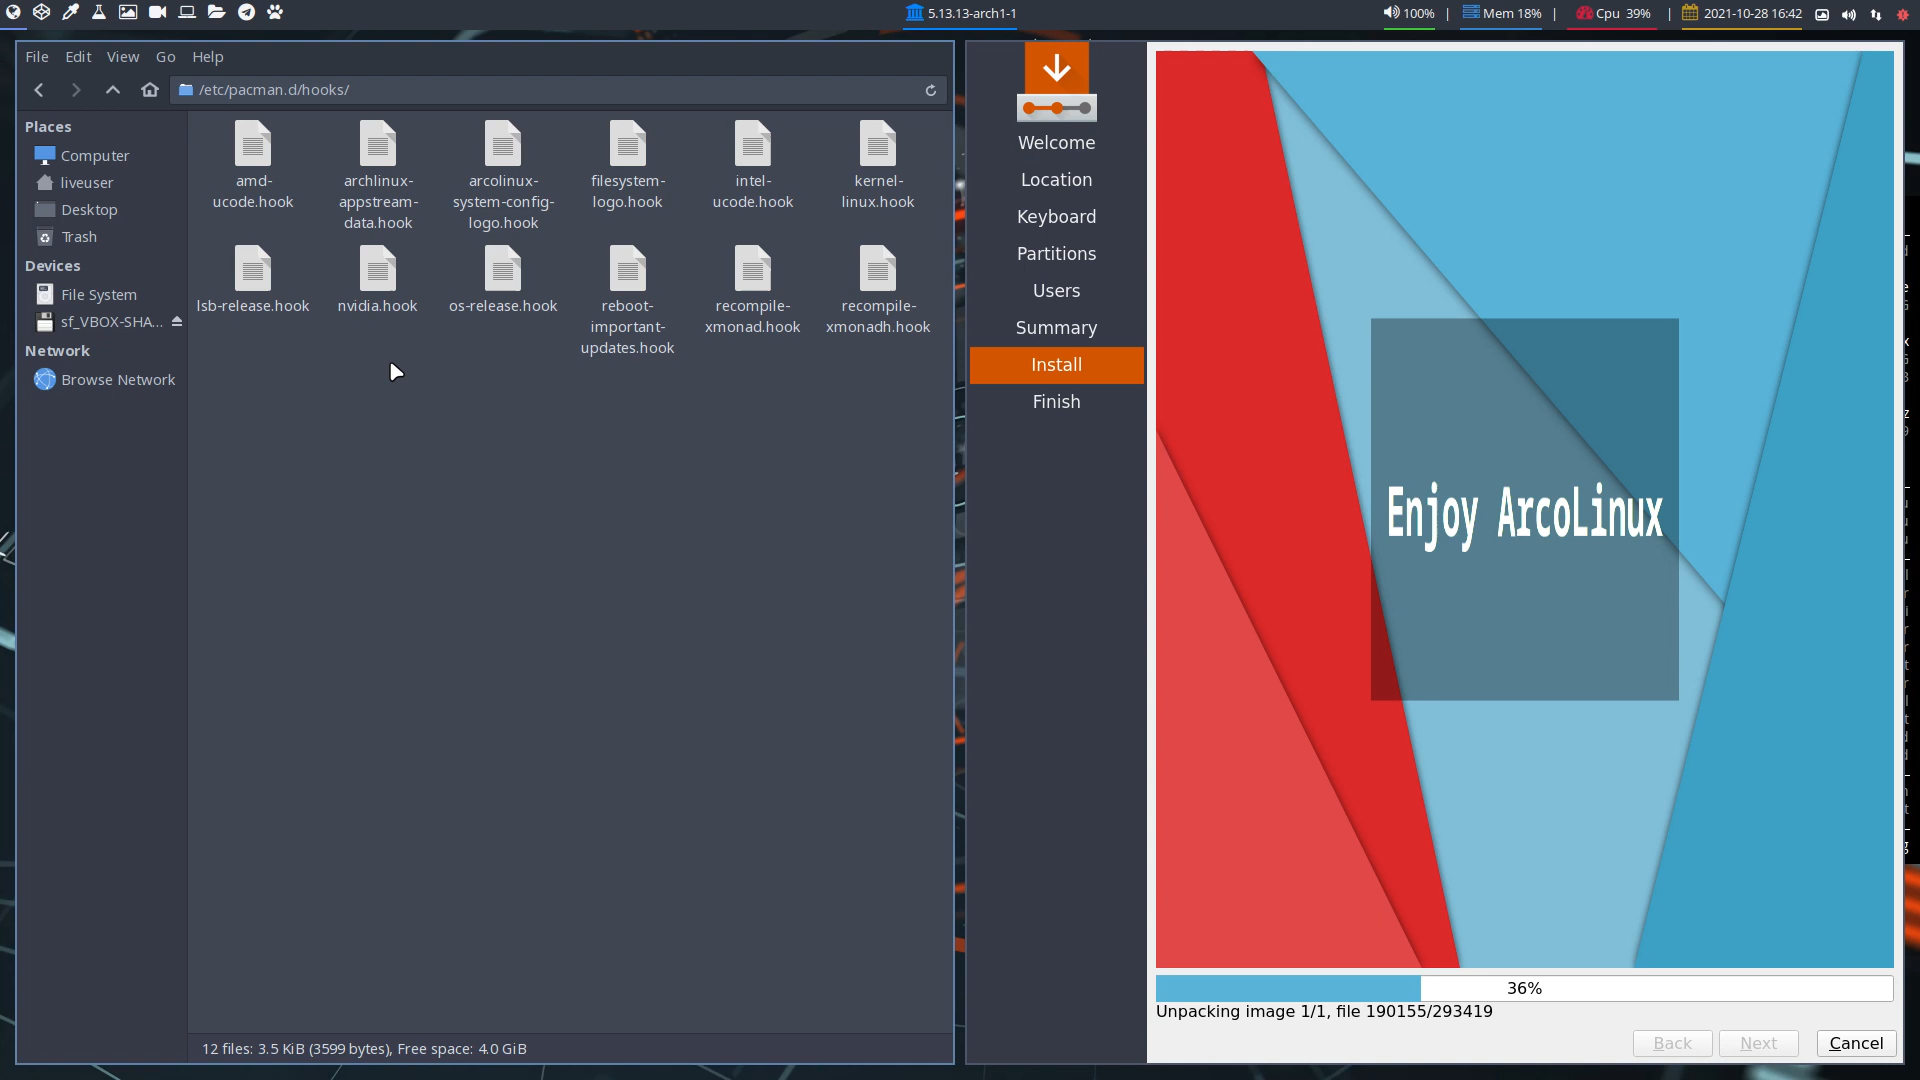 5.13.13-arch1-1
100% | Mem 18% | Cpu 39% | 2021-10-28 16:42
File Edit View Go Help
/etc/pacman.d/hooks/
Places
Computer
liveuser
Desktop
Trash
Devices
File System
sf_VBOX-SHA...
Network
Browse Network
amd-
ucode.hook
archlinux-
appstream-
data.hook
arcolinux-
system-config-
logo.hook
filesystem-
logo.hook
intel-
ucode.hook
kernel-
linux.hook
lsb-release.hook
nvidia.hook
os-release.hook
reboot-
important-
updates.hook
recompile-
xmonad.hook
recompile-
xmonadh.hook
12 files: 3.5 KiB (3599 bytes), Free space: 4.0 GiB
Welcome
Location
Keyboard
Partitions
Users
Summary
Install
Finish
Enjoy ArcoLinux
36%
Unpacking image 1/1, file 190155/293419
Back Next Cancel